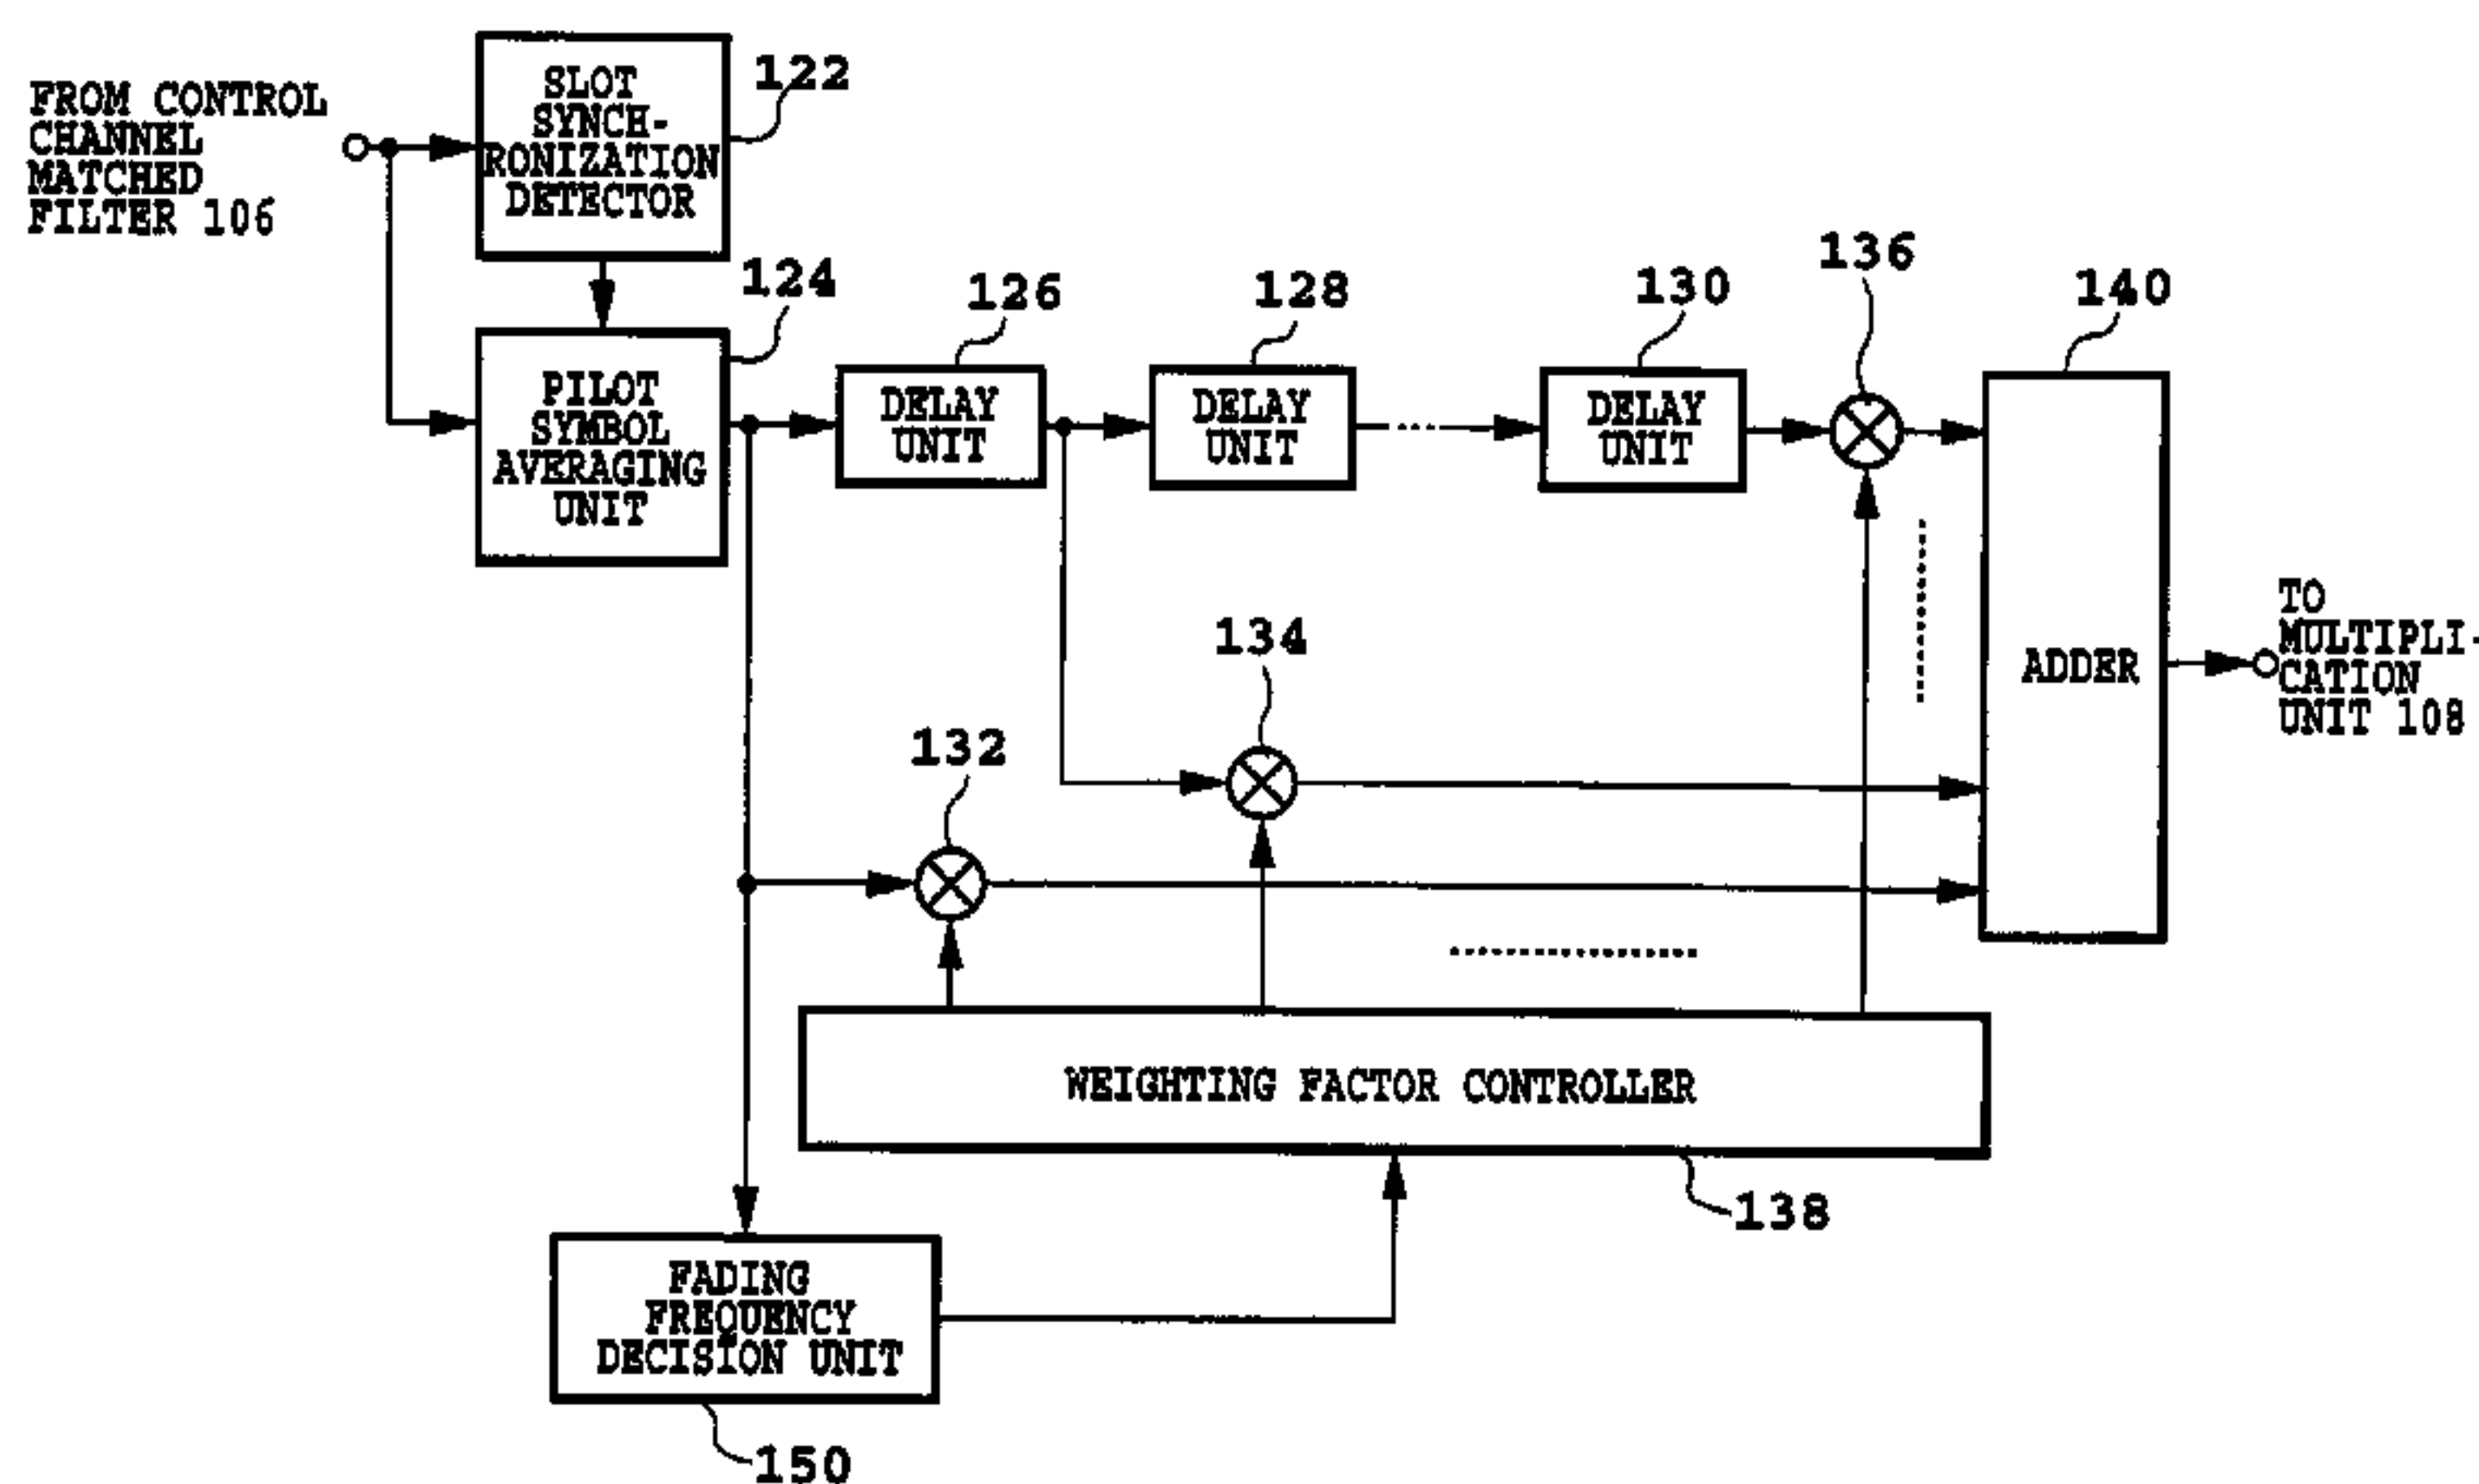 FROM CONTROL
CHANNEL
MATCHED
FILTER 106
SLOT
SYNCH-
RONIZATION
DETECTOR
122
PILOT
SYMBOL
AVERAGING
UNIT
124
DELAY
UNIT
126
DELAY
UNIT
128
DELAY
UNIT
130
136
140
ADDER
TO
MULTIPLI-
CATION
UNIT 108
134
132
WEIGHTING FACTOR CONTROLLER
138
FADING
FREQUENCY
DECISION UNIT
150